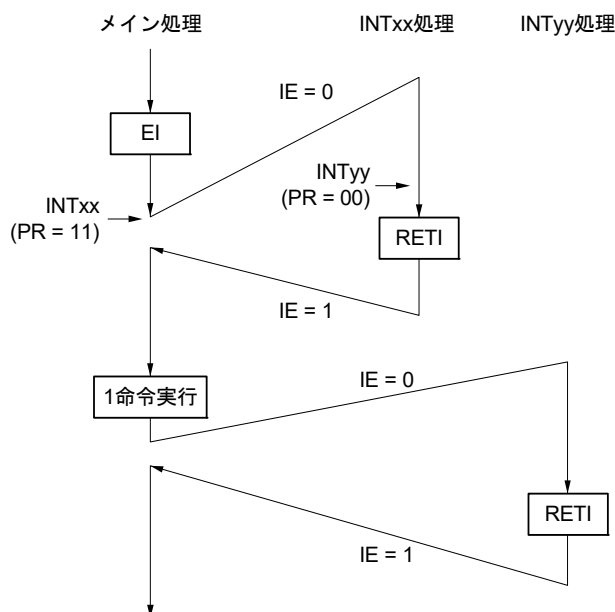 メイン処理
INTxx処理
INTyy処理
IE = 0
EI
INTyy
(PR = 00)
INTxx
(PR = 11)
RETI
IE = 1
IE = 0
1命令実行
RETI
IE = 1